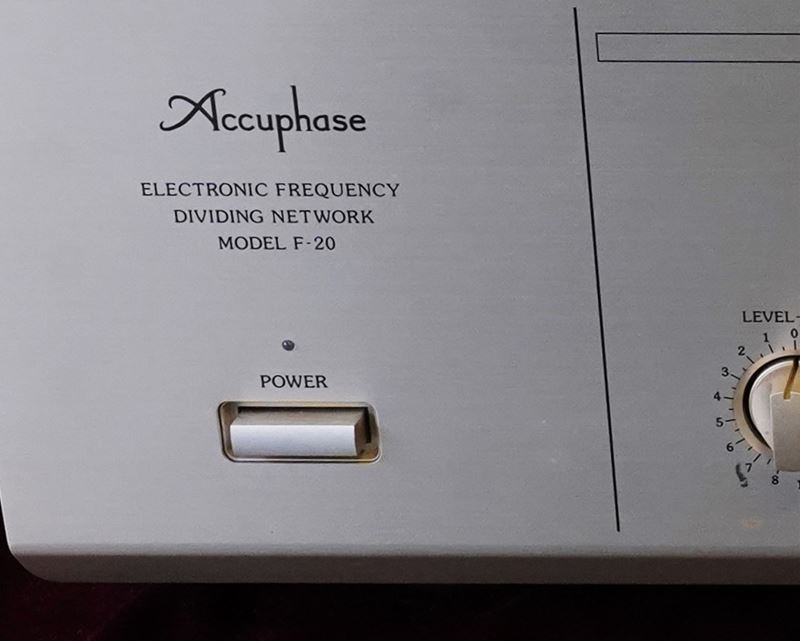 Accuphase
ELECTRONIC FREQUENCY
DIVIDING NETWORK
MODEL F-20
POWER
LEVEL-
0
1
2
3
4
5
6
7
8